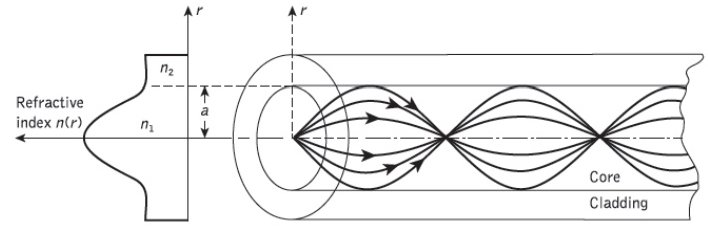 r
r
n₂
a
Refractive
index n(r)
n₁
Core
Cladding